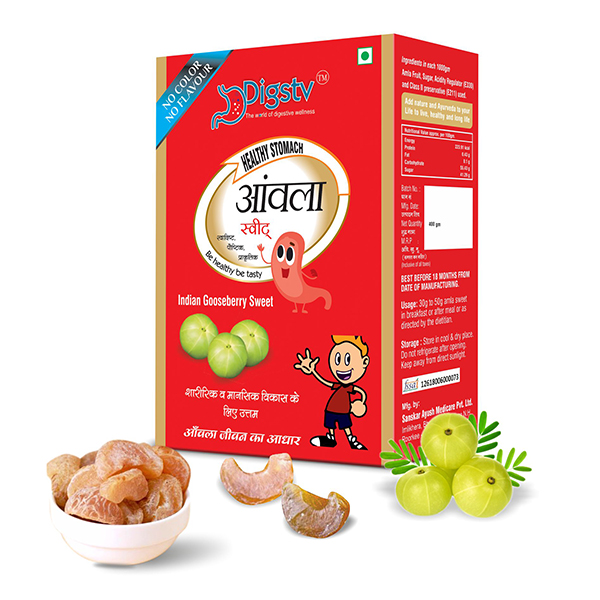 NO COLOR
NO FLAVOUR
Digstv TM
The world of digestive wellness
HEALTHY STOMACH
आंवला
स्वीट्
स्वादिष्ट,
पौष्टिक,
प्राकृतिक
Be healthy be tasty
Indian Gooseberry Sweet
शारीरिक व मानसिक विकास के
लिए उत्तम
आँवला जीवन का आधार
Ingredients in each 1000gm
Amla Fruit, Sugar, Acidity Regulator (E330)
and Class II preservative (E211) used.
Add nature and Ayurveda to your
Life to live, healthy and long life
Nutritional Value approx. per 100gm.
Energy
Protein
Fat
Carbohydrate
Sugar
Batch No. :
Mfg. Date:
Net Quantity
400 gm
M.R.P
(Inclusive of all taxes)
BEST BEFORE 18 MONTHS FROM
DATE OF MANUFACTURING.
Usage: 30g to 50g amla sweet
in breakfast or after meal or as
directed by the dietitian.
Storage : Store in cool & dry place.
Do not refrigerate after opening.
Keep away from direct sunlight
fssai 12618006000073
Mfg. by:
Sanskar Ayush Medicare Pvt. Ltd.
Roorkee